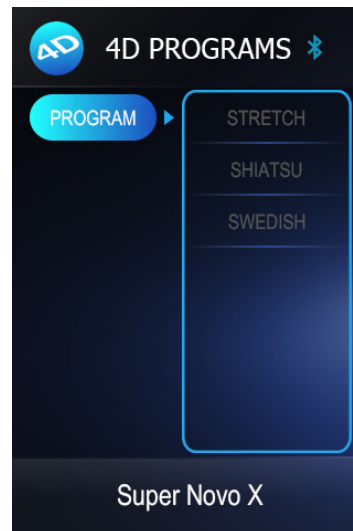 4D 4D PROGRAMS
PROGRAM STRETCH
SHIATSU
SWEDISH
Super Novo X